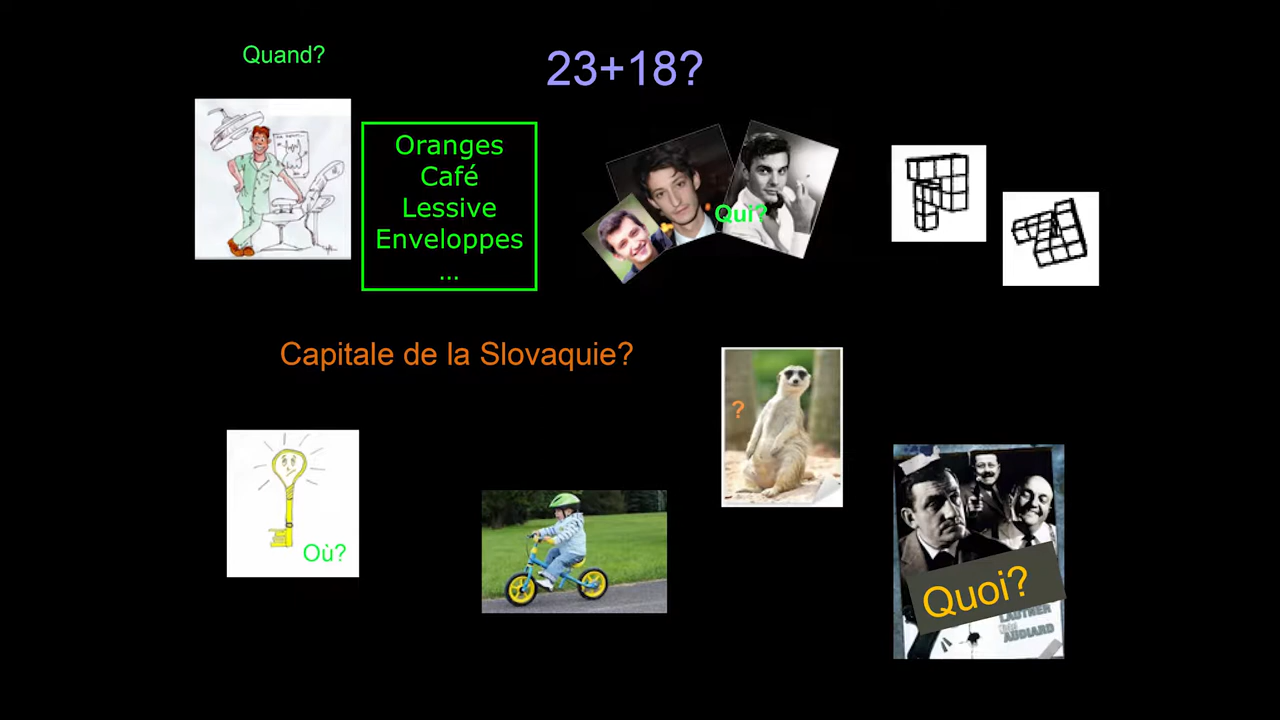 Quand?
23+18?
Oranges
Café
Lessive
Enveloppes
...
Qui?
Capitale de la Slovaquie?
?
Où?
Quoi?
LAUTNER
AUDIARD